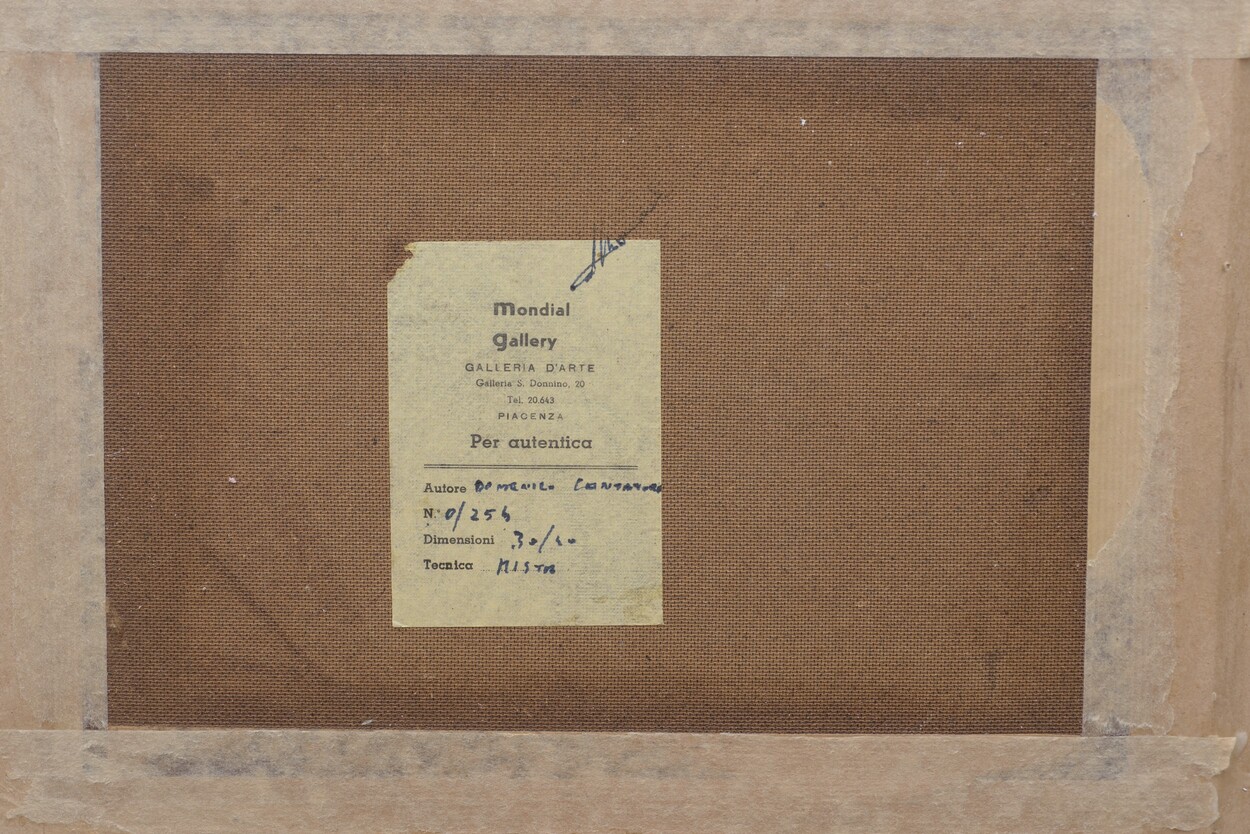 Mondial
gallery
GALLERIA D'ARTE
Galleria S. Donnino, 20
Tel. 20.643
PIACENZA
Per autentica
Autore DOMENICO CANTATORE
N.° 0/254
Dimensioni 30/40
Tecnica MISTA